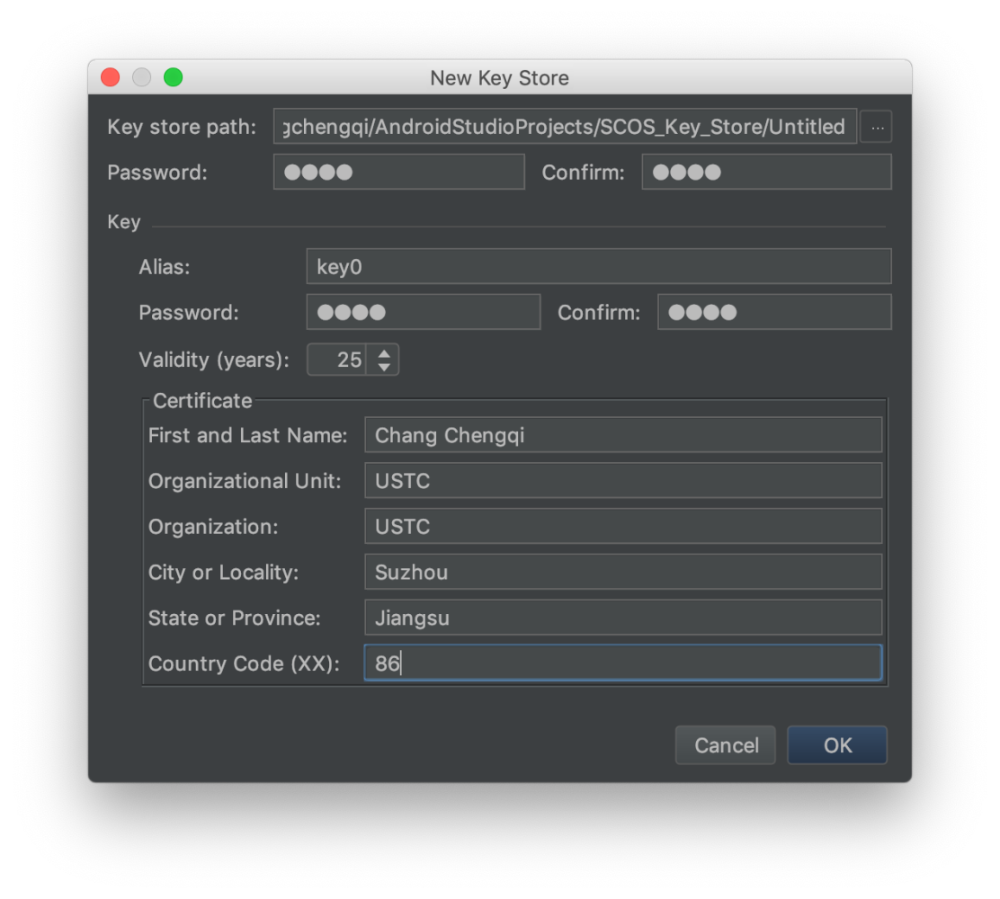 New Key Store
Key store path: gchengqi/AndroidStudioProjects/SCOS_Key_Store/Untitled ...
Password: ●●●● Confirm: ●●●●
Key
Alias: key0
Password: ●●●● Confirm: ●●●●
Validity (years): 25
Certificate
First and Last Name: Chang Chengqi
Organizational Unit: USTC
Organization: USTC
City or Locality: Suzhou
State or Province: Jiangsu
Country Code (XX): 86
Cancel OK